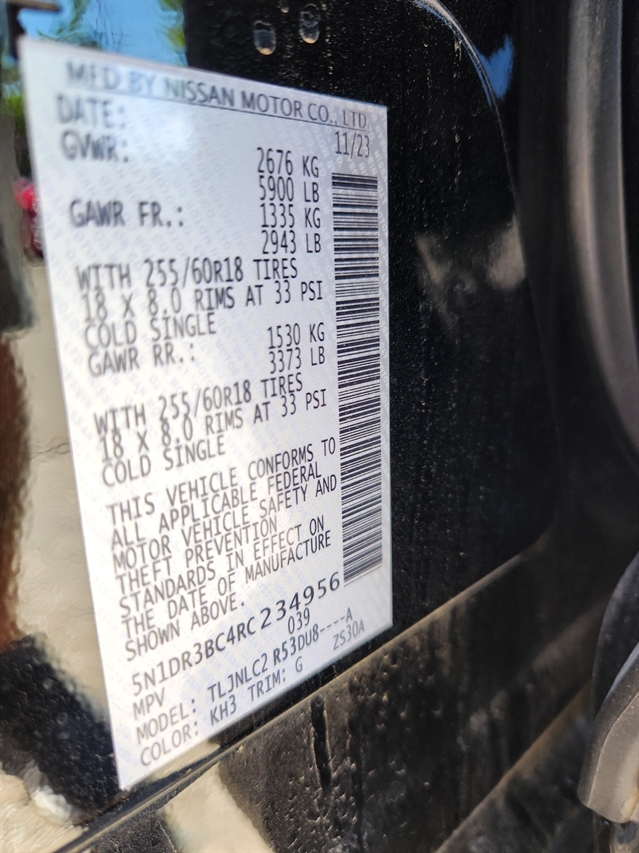 MFD BY NISSAN MOTOR CO., LTD.
DATE: 11/23
GVWR: 2676 KG
5900 LB
GAWR FR.: 1335 KG
2943 LB
WITH 255/60R18 TIRES
18 X 8.0 RIMS AT 33 PSI
COLD SINGLE
GAWR RR.: 1530 KG
3373 LB
WITH 255/60R18 TIRES
18 X 8.0 RIMS AT 33 PSI
COLD SINGLE
THIS VEHICLE CONFORMS TO
ALL APPLICABLE FEDERAL
MOTOR VEHICLE SAFETY AND
THEFT PREVENTION
STANDARDS IN EFFECT ON
THE DATE OF MANUFACTURE
SHOWN ABOVE.
5N1DR3BC4RC234956
MPV 039
MODEL: TLJNLC2 R53DU8----A
COLOR: KH3 TRIM: G ZS30A